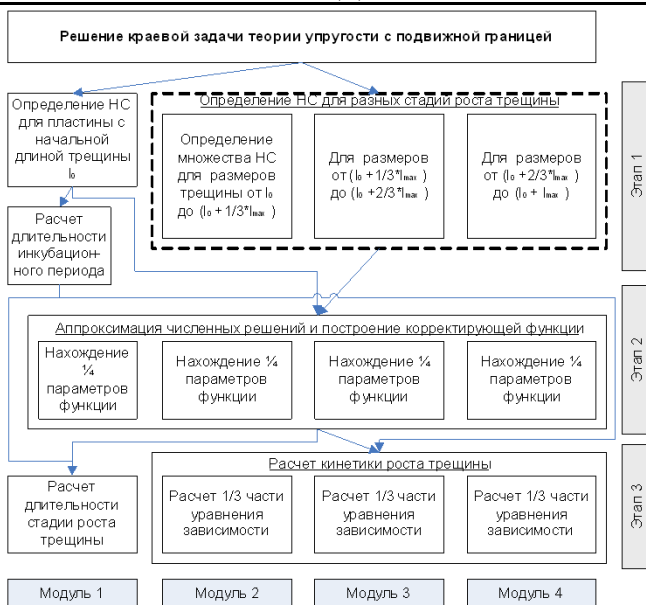 Решение краевой задачи теории упругости с подвижной границей
Определение НС
для пластины с
начальной
длиной трещины
l₀
Определение НС для разных стадий роста трещины
Определение
множества НС
для размеров
трещины от l₀
до (l₀ + 1/3*lmax )
Для размеров
от (l₀ +1/3*lmax )
до (l₀ +2/3*lmax )
Для размеров
от (l₀ +2/3*lmax )
до (l₀ + lmax )
Этап 1
Расчет
длительности
инкубацион-
ного периода
Аппроксимация численных решений и построение корректирующей функции
Нахождение
¼
параметров
функции
Нахождение ¼
параметров
функции
Нахождение ¼
параметров
функции
Нахождение ¼
параметров
функции
Этап 2
Расчет
длительности
стадии роста
трещины
Расчет кинетики роста трещины
Расчет 1/3 части
уравнения
зависимости
Расчет 1/3 части
уравнения
зависимости
Расчет 1/3 части
уравнения
зависимости
Этап 3
Модуль 1
Модуль 2
Модуль 3
Модуль 4